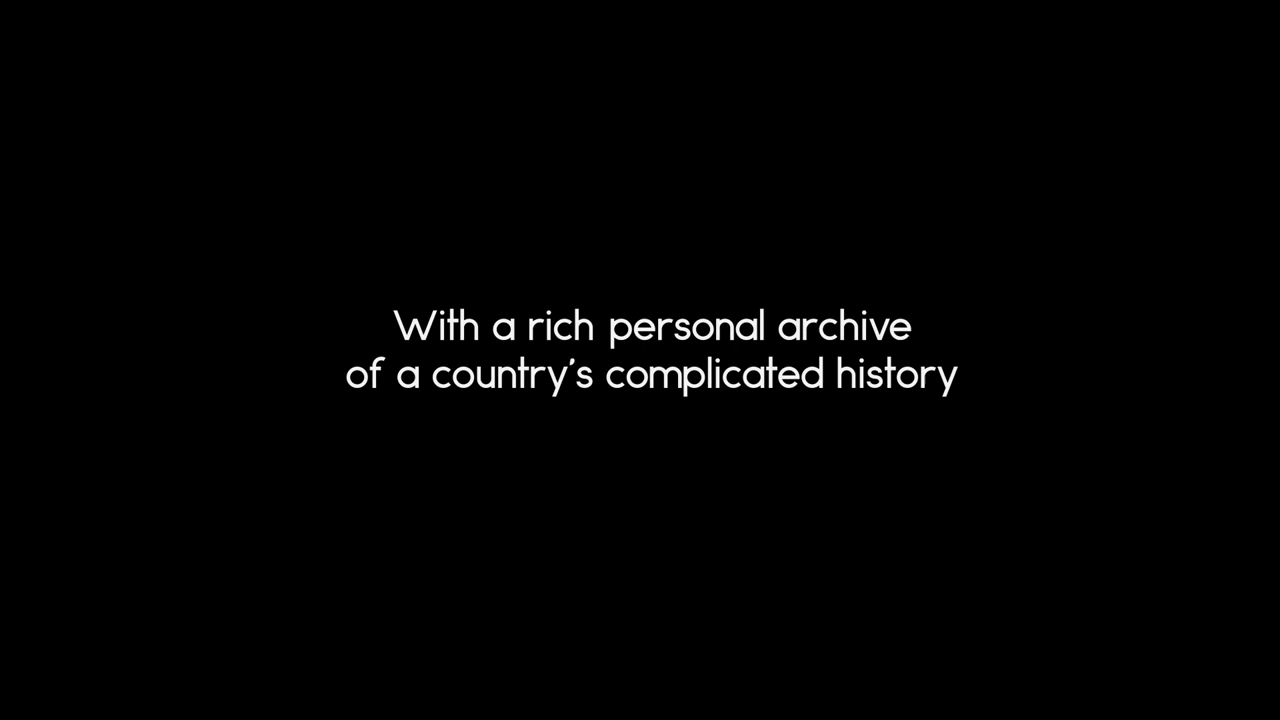 With a rich personal archive
of a country's complicated history